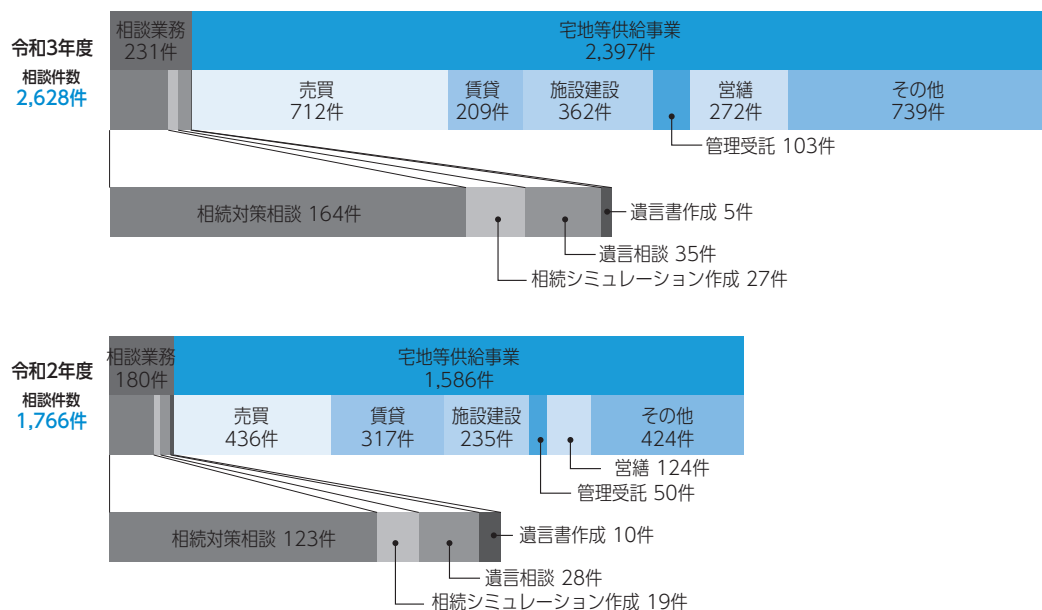 令和3年度
相談件数
2,628件
相談業務
231件
宅地等供給事業
2,397件
売買
712件
賃貸
209件
施設建設
362件
営繕
272件
その他
739件
管理受託 103件
相続対策相談 164件
遺言書作成 5件
遺言相談 35件
相続シミュレーション作成 27件
令和2年度
相談件数
1,766件
相談業務
180件
宅地等供給事業
1,586件
売買
436件
賃貸
317件
施設建設
235件
その他
424件
営繕 124件
管理受託 50件
相続対策相談 123件
遺言書作成 10件
遺言相談 28件
相続シミュレーション作成 19件